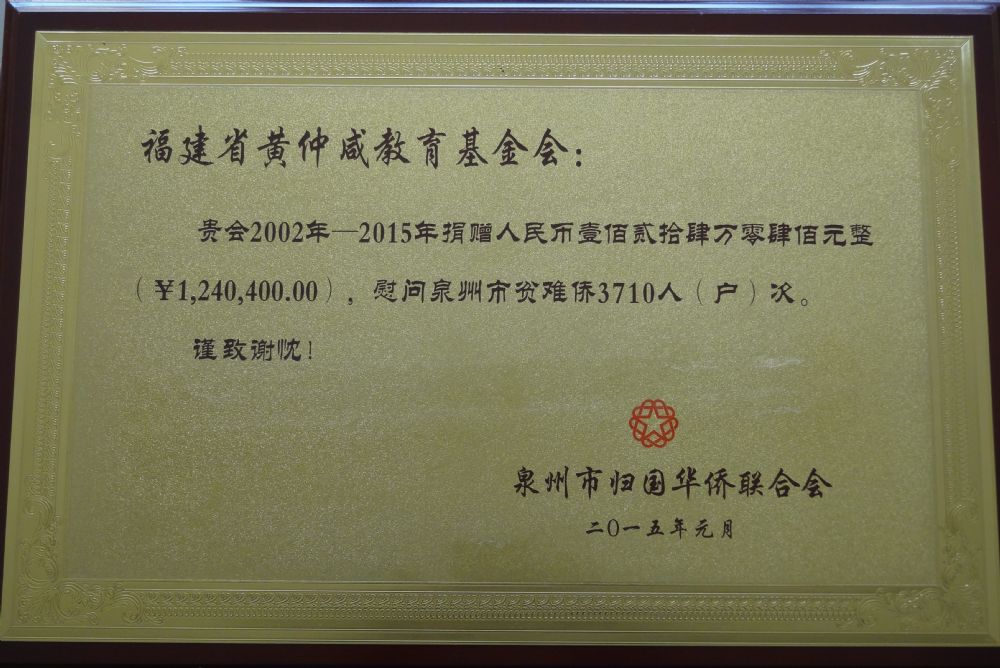 福建省黄仲咸教育基金会：
贵会2002年—2015年捐赠人民币壹佰贰拾肆万零肆佰元整
（￥1,240,400.00），慰问泉州市贫难侨3710人（户）次。
谨致谢忱！
泉州市归国华侨联合会
二〇一五年元月